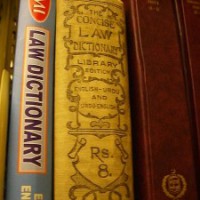 LAW DICTIONARY
THE
CONCISE
LAW
DICTIONARY
LIBRARY
EDITION
ENGLISH-URDU
AND
URDU-ENGLISH
Rs.
8.